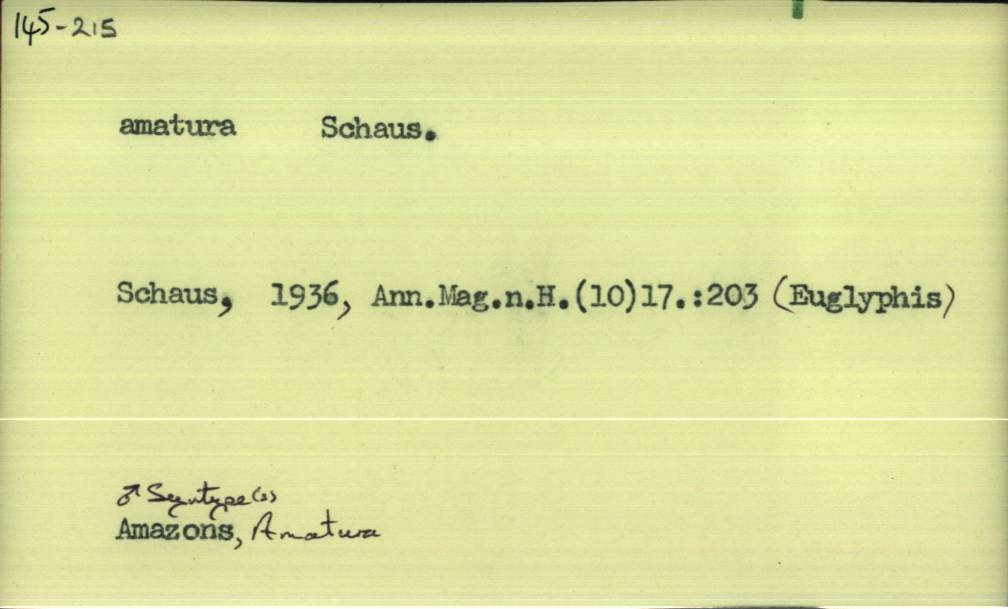 145-215
amatura Schaus.
Schaus, 1936, Ann.Mag.n.H.(10)17.:203 (Euglyphis)
♂ Syntype(s)
Amazons, Amatura